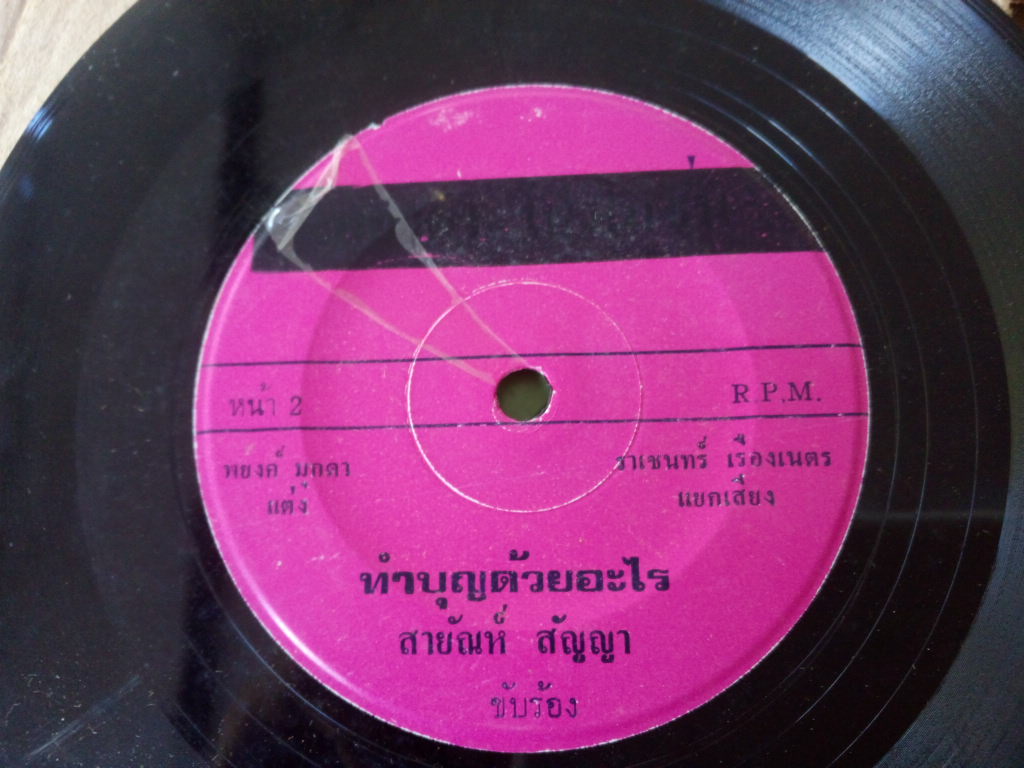 หน้า 2
R.P.M.
พยงค์ มุกดา
แต่ง
ราเชนทร์ เรืองเนตร
แยกเสียง
ทำบุญด้วยอะไร
สายัณห์ สัญญา
ขับร้อง